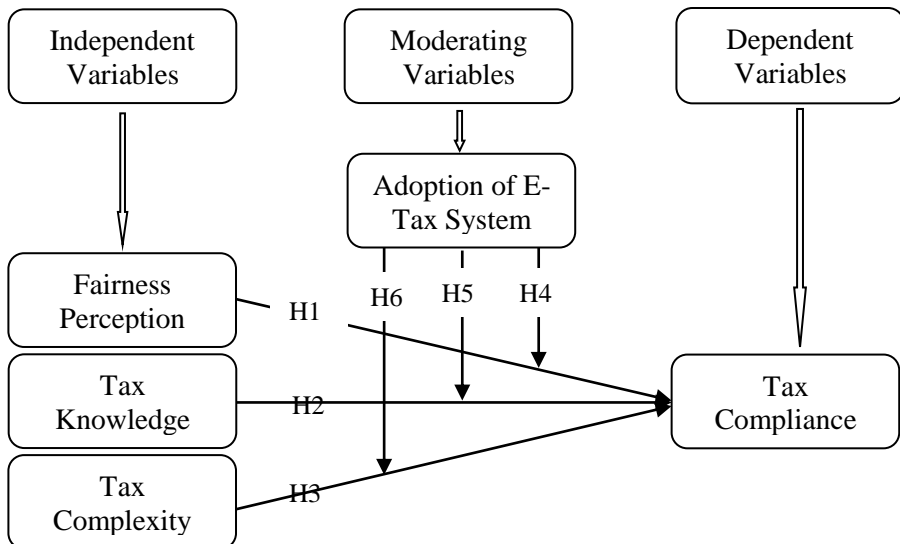 Independent
Variables
Moderating
Variables
Dependent
Variables
Adoption of E-
Tax System
Fairness
Perception
H1
H6
H5
H4
Tax
Knowledge
H2
Tax
Compliance
Tax
Complexity
H3